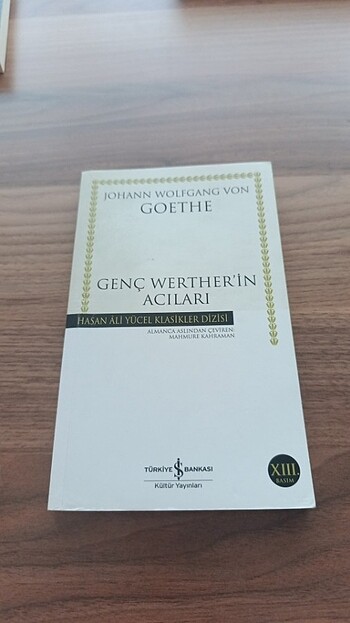 JOHANN WOLFGANG VON
GOETHE
GENÇ WERTHER'İN
ACILARI
HASAN ÂLİ YÜCEL KLASİKLER DİZİSİ
ALMANCA ASLINDAN ÇEVİREN:
MAHMURE KAHRAMAN
TÜRKİYE İŞ BANKASI
Kültür Yayınları
XIII.
BASIM